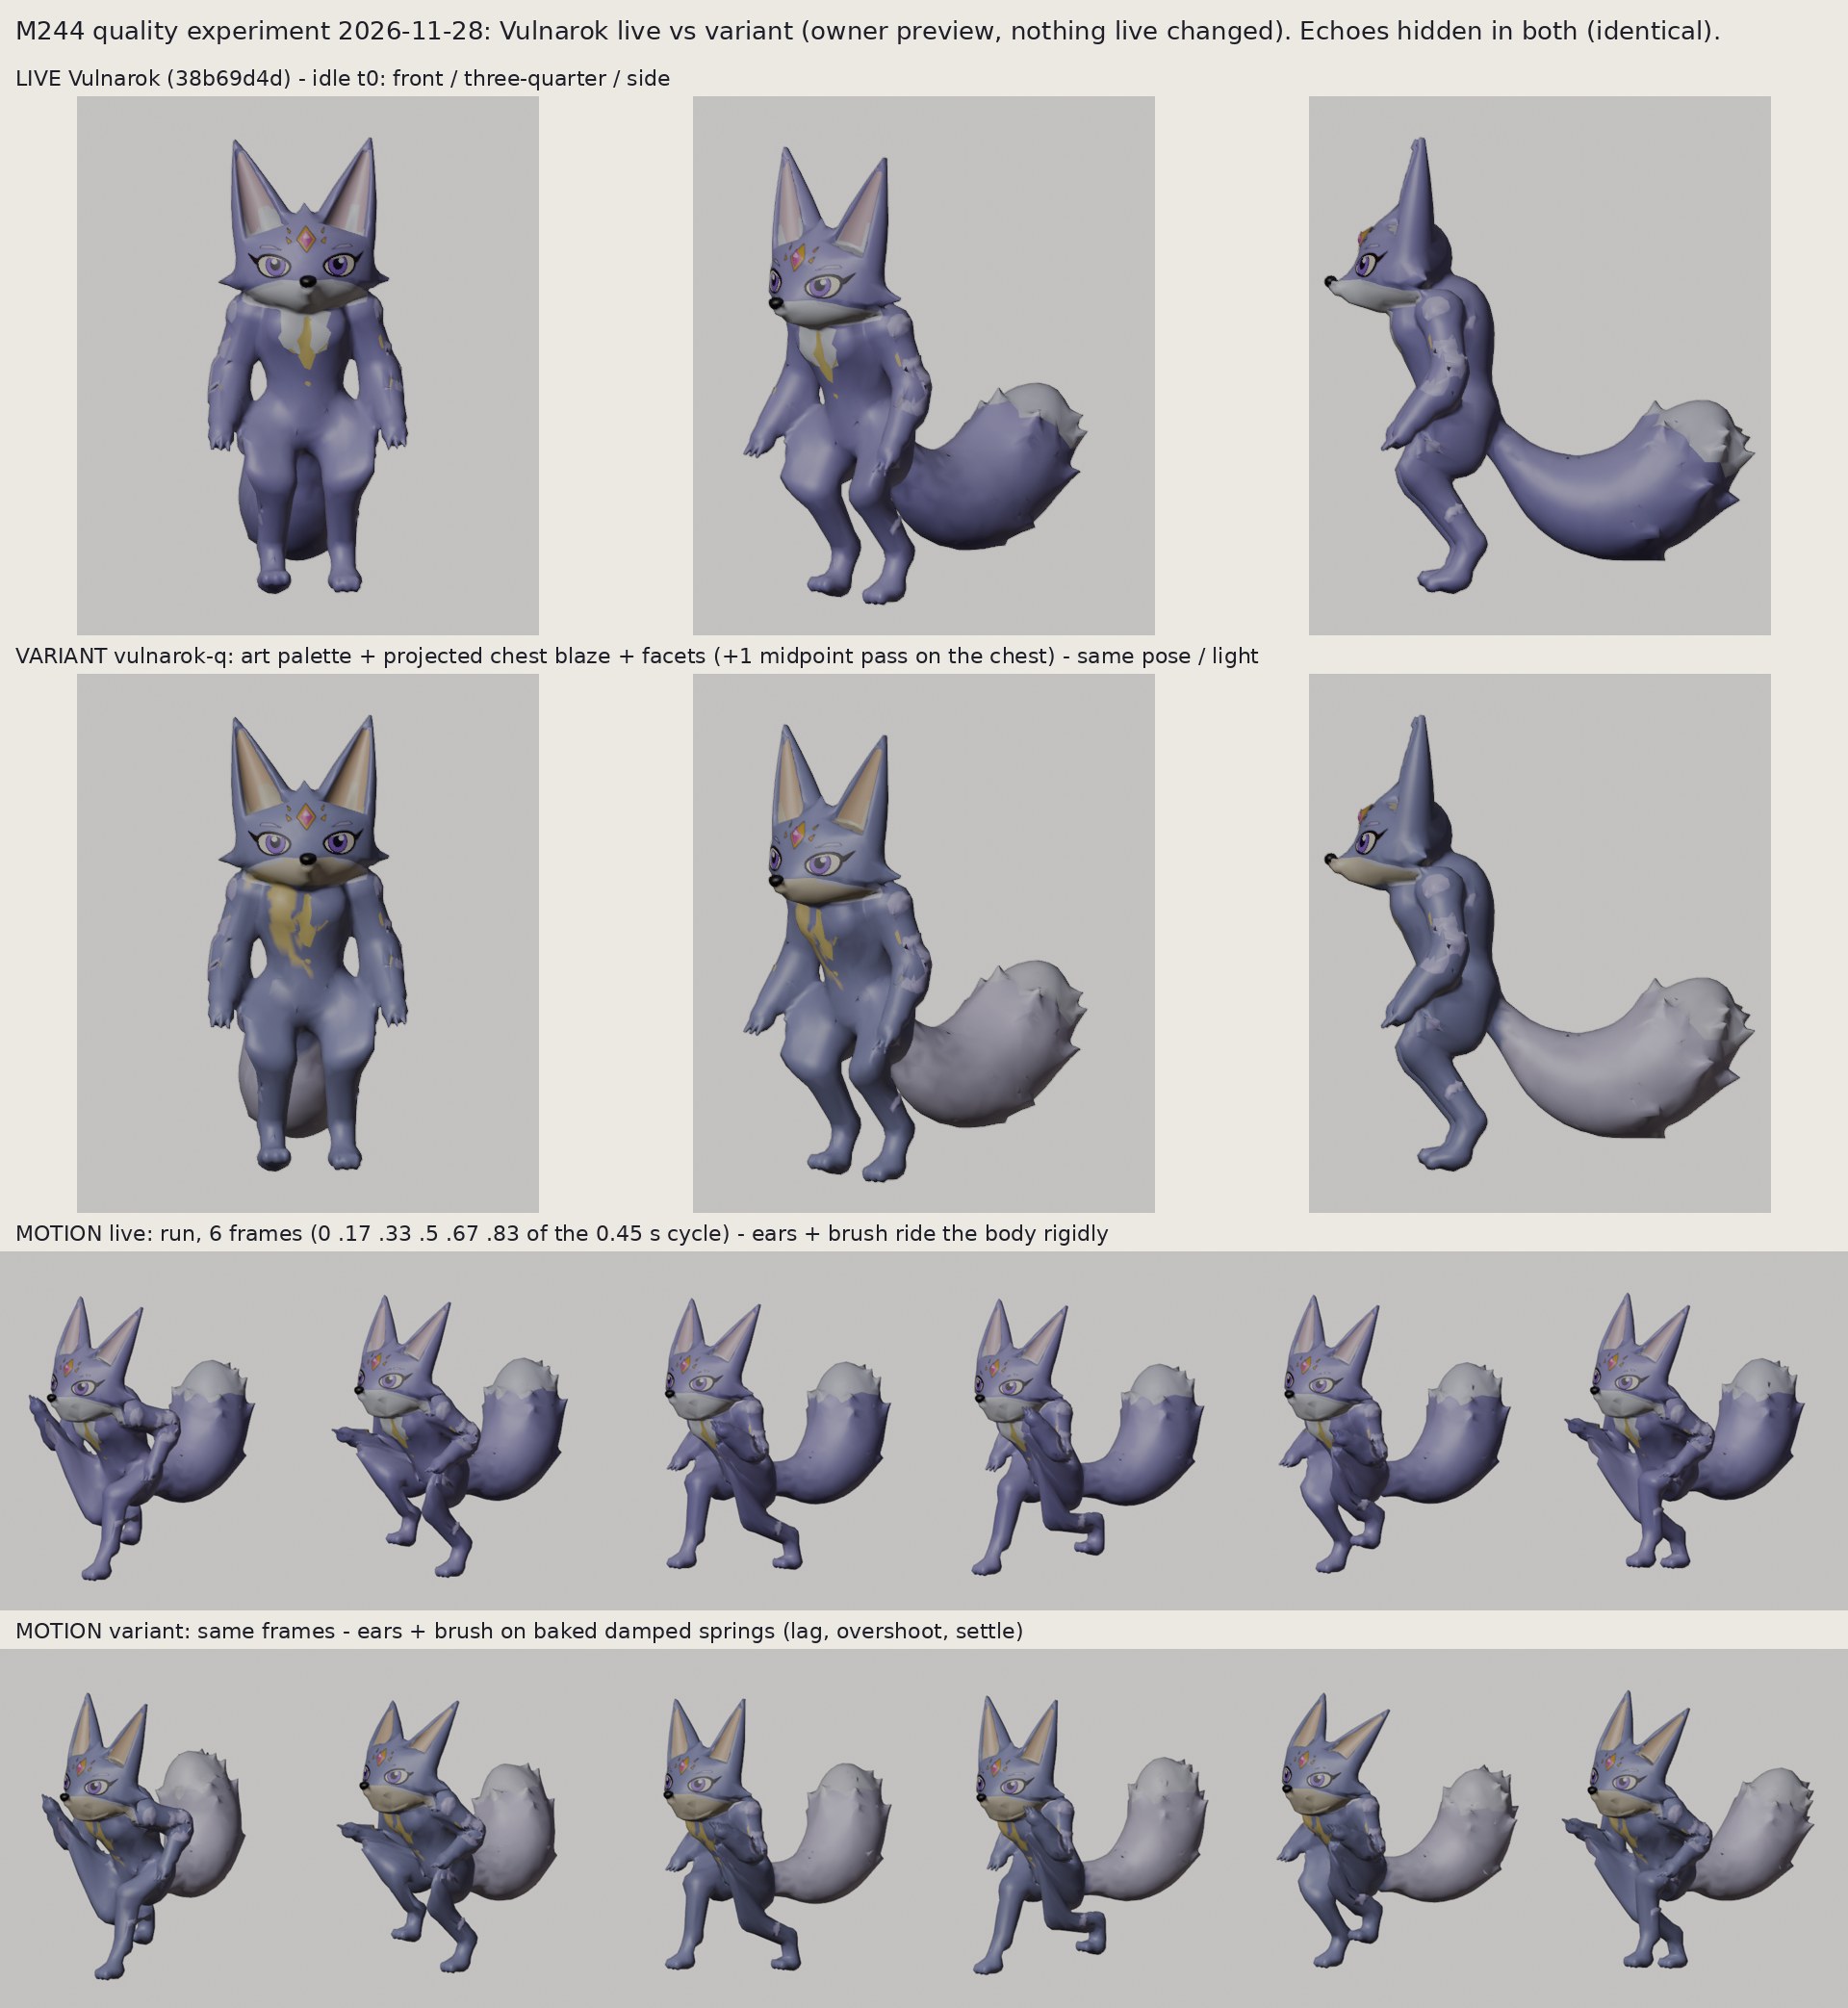 M244 quality experiment 2026-11-28: Vulnarok live vs variant (owner preview, nothing live changed). Echoes hidden in both (identical).
LIVE Vulnarok (38b69d4d) - idle t0: front / three-quarter / side
VARIANT vulnarok-q: art palette + projected chest blaze + facets (+1 midpoint pass on the chest) - same pose / light
MOTION live: run, 6 frames (0 .17 .33 .5 .67 .83 of the 0.45 s cycle) - ears + brush ride the body rigidly
MOTION variant: same frames - ears + brush on baked damped springs (lag, overshoot, settle)